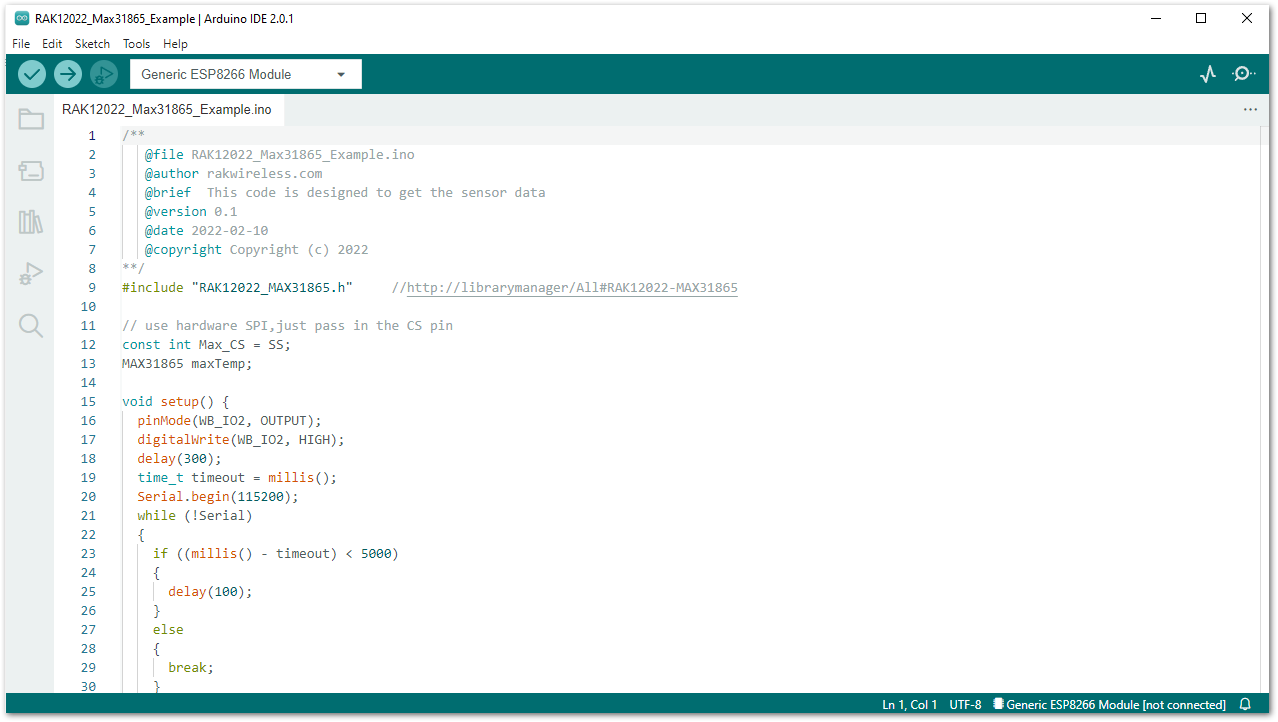 RAK12022_Max31865_Example | Arduino IDE 2.0.1
File Edit Sketch Tools Help
Generic ESP8266 Module
RAK12022_Max31865_Example.ino
1 /**
2 @file RAK12022_Max31865_Example.ino
3 @author rakwireless.com
4 @brief  This code is designed to get the sensor data
5 @version 0.1
6 @date 2022-02-10
7 @copyright Copyright (c) 2022
8 **/
9 #include "RAK12022_MAX31865.h"     //http://librarymanager/All#RAK12022-MAX31865
10
11 // use hardware SPI,just pass in the CS pin
12 const int Max_CS = SS;
13 MAX31865 maxTemp;
14
15 void setup() {
16 pinMode(WB_IO2, OUTPUT);
17 digitalWrite(WB_IO2, HIGH);
18 delay(300);
19 time_t timeout = millis();
20 Serial.begin(115200);
21 while (!Serial)
22 {
23 if ((millis() - timeout) < 5000)
24 {
25 delay(100);
26 }
27 else
28 {
29 break;
30 }
Ln 1, Col 1 UTF-8 Generic ESP8266 Module [not connected]